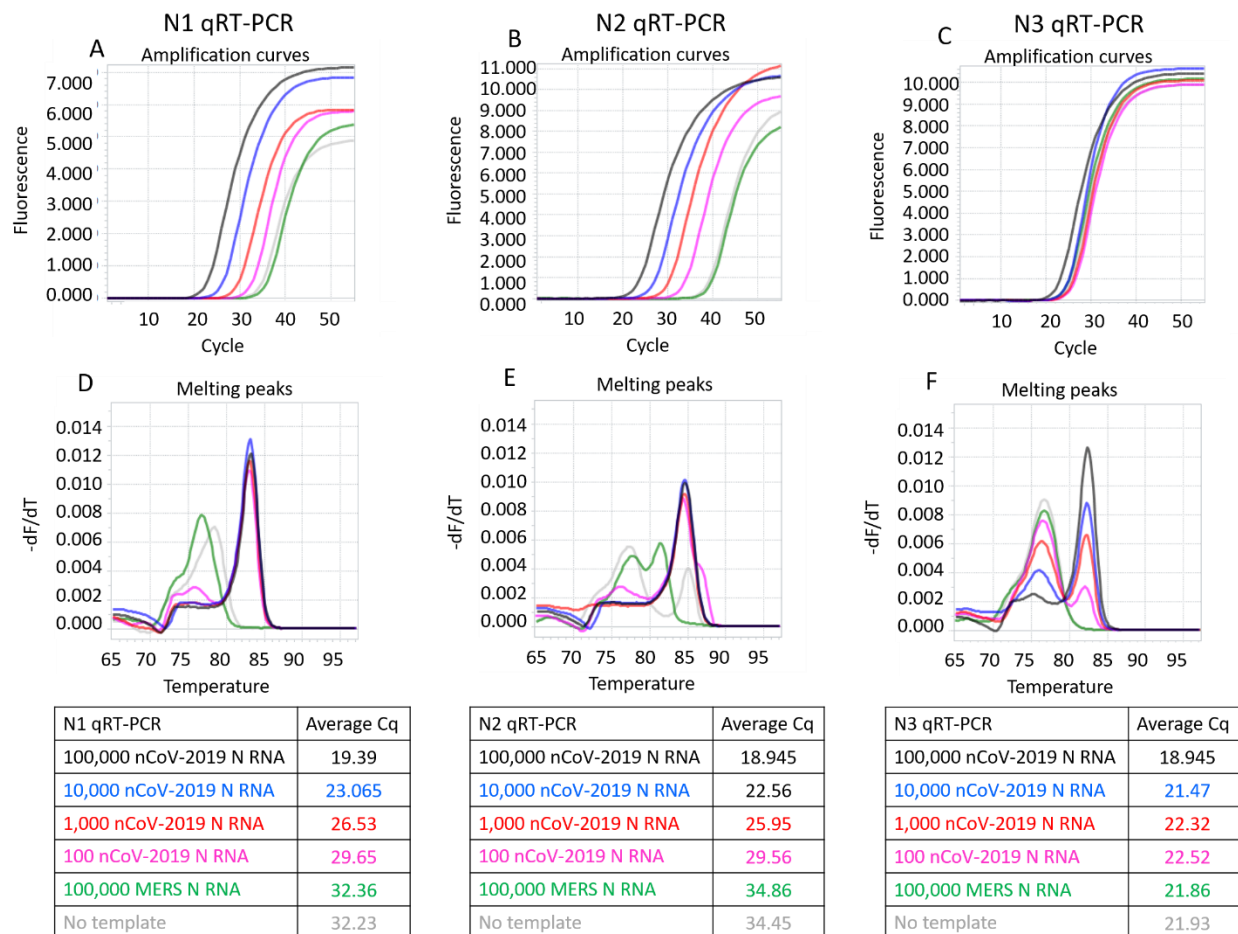 N1 qRT-PCR
N2 qRT-PCR
N3 qRT-PCR
A
Amplification curves
7.000
6.000
5.000
4.000
3.000
2.000
1.000
0.000
Fluorescence
10 20 30 40 50
Cycle
B
Amplification curves
11.000
10.000
9.000
8.000
7.000
6.000
5.000
4.000
3.000
2.000
1.000
0.000
Fluorescence
10 20 30 40 50
Cycle
C
Amplification curves
10.000
9.000
8.000
7.000
6.000
5.000
4.000
3.000
2.000
1.000
0.000
Fluorescence
10 20 30 40 50
Cycle
D
Melting peaks
0.014
0.012
0.010
0.008
0.006
0.004
0.002
0.000
-dF/dT
65 70 75 80 85 90 95
Temperature
E
Melting peaks
0.014
0.012
0.010
0.008
0.006
0.004
0.002
0.000
-dF/dT
65 70 75 80 85 90 95
Temperature
F
Melting peaks
0.014
0.012
0.010
0.008
0.006
0.004
0.002
0.000
-dF/dT
65 70 75 80 85 90 95
Temperature
N1 qRT-PCR Average Cq
100,000 nCoV-2019 N RNA 19.39
10,000 nCoV-2019 N RNA 23.065
1,000 nCoV-2019 N RNA 26.53
100 nCoV-2019 N RNA 29.65
100,000 MERS N RNA 32.36
No template 32.23
N2 qRT-PCR Average Cq
100,000 nCoV-2019 N RNA 18.945
10,000 nCoV-2019 N RNA 22.56
1,000 nCoV-2019 N RNA 25.95
100 nCoV-2019 N RNA 29.56
100,000 MERS N RNA 34.86
No template 34.45
N3 qRT-PCR Average Cq
100,000 nCoV-2019 N RNA 18.945
10,000 nCoV-2019 N RNA 21.47
1,000 nCoV-2019 N RNA 22.32
100 nCoV-2019 N RNA 22.52
100,000 MERS N RNA 21.86
No template 21.93